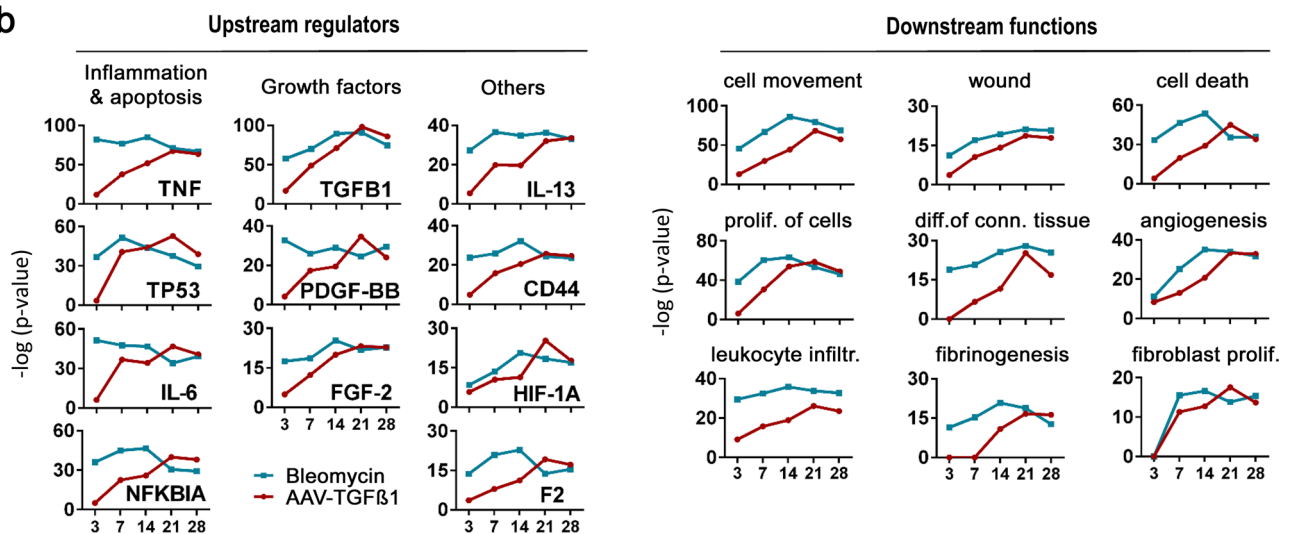 b
Upstream regulators
Inflammation
& apoptosis
Growth factors
Others
-log (p-value)
100
50
0
TNF
100
50
0
TGFB1
40
20
0
IL-13
60
30
0
TP53
40
20
0
PDGF-BB
40
20
0
CD44
60
30
0
IL-6
30
15
0
FGF-2
3 7 14 21 28
30
15
0
HIF-1A
60
30
0
NFKBIA
3 7 14 21 28
Bleomycin
AAV-TGFß1
30
15
0
F2
3 7 14 21 28
Downstream functions
-log (p-value)
cell movement
100
50
0
wound
30
15
0
cell death
60
30
0
prolif. of cells
80
40
0
diff.of conn. tissue
30
15
0
angiogenesis
40
20
0
leukocyte infiltr.
40
20
0
3 7 14 21 28
fibrinogenesis
30
15
0
3 7 14 21 28
fibroblast prolif.
20
10
0
3 7 14 21 28